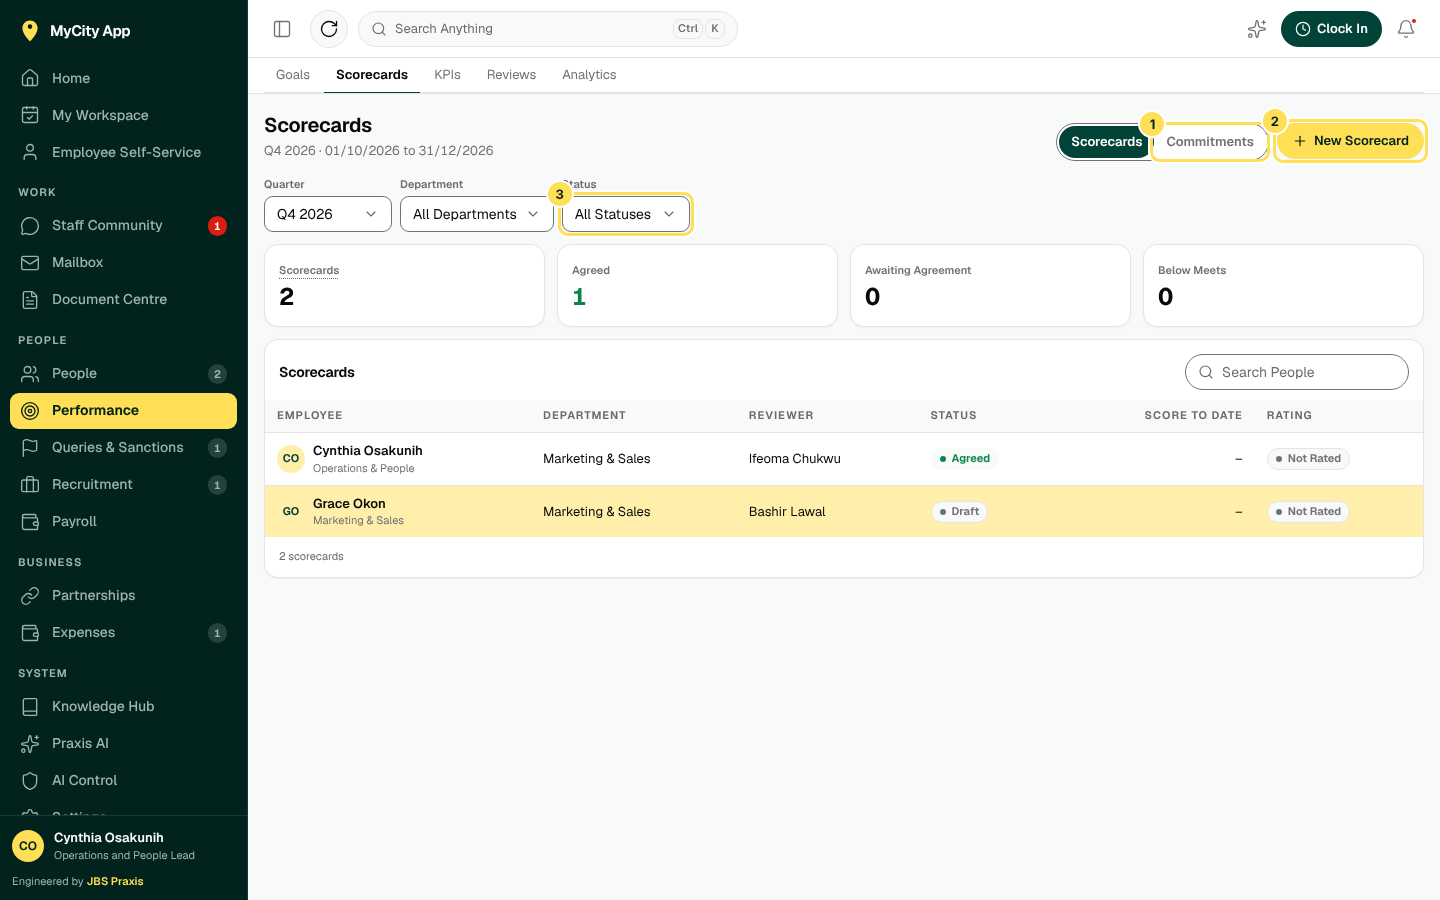 MyCity App
Home
My Workspace
Employee Self-Service
WORK
Staff Community 1
Mailbox
Document Centre
PEOPLE
People 2
Performance
Queries & Sanctions 1
Recruitment 1
Payroll
BUSINESS
Partnerships
Expenses 1
SYSTEM
Knowledge Hub
Praxis AI
AI Control
CO Cynthia Osakunih
Operations and People Lead
Engineered by JBS Praxis
Search Anything Ctrl K
Clock In
Goals Scorecards KPIs Reviews Analytics
Scorecards
Q4 2026 · 01/10/2026 to 31/12/2026
Scorecards 1 Commitments 2 + New Scorecard
Quarter Department Status
3
Q4 2026 All Departments All Statuses
Scorecards Agreed Awaiting Agreement Below Meets
2 1 0 0
Scorecards Search People
EMPLOYEE DEPARTMENT REVIEWER STATUS SCORE TO DATE RATING
CO Cynthia Osakunih Marketing & Sales Ifeoma Chukwu Agreed – Not Rated
Operations & People
GO Grace Okon Marketing & Sales Bashir Lawal Draft – Not Rated
Marketing & Sales
2 scorecards